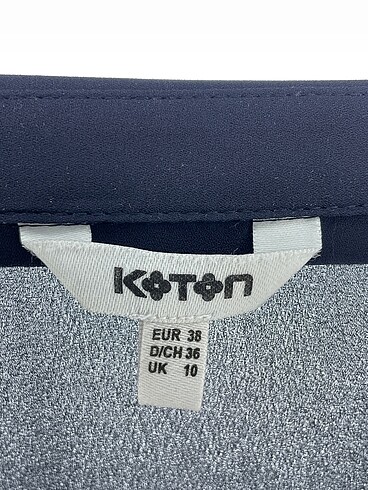 KOTON
EUR 38
D/CH 36
UK 10